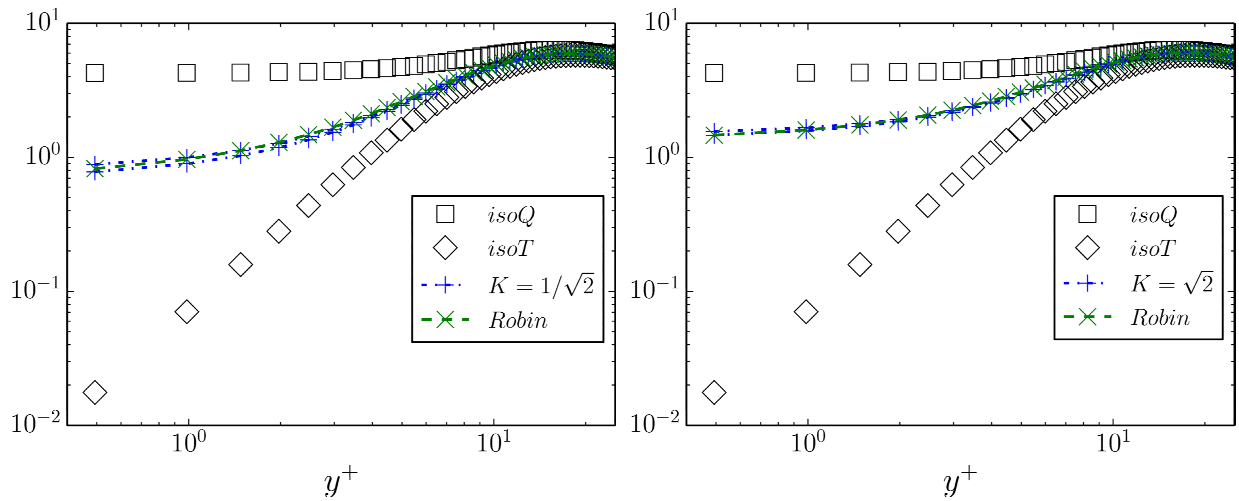 10^1
10^0
10^{-1}
10^{-2}
10^0
10^1
y^+
isoQ
isoT
K = 1/√2
Robin
10^1
10^0
10^{-1}
10^{-2}
10^0
10^1
y^+
isoQ
isoT
K = √2
Robin